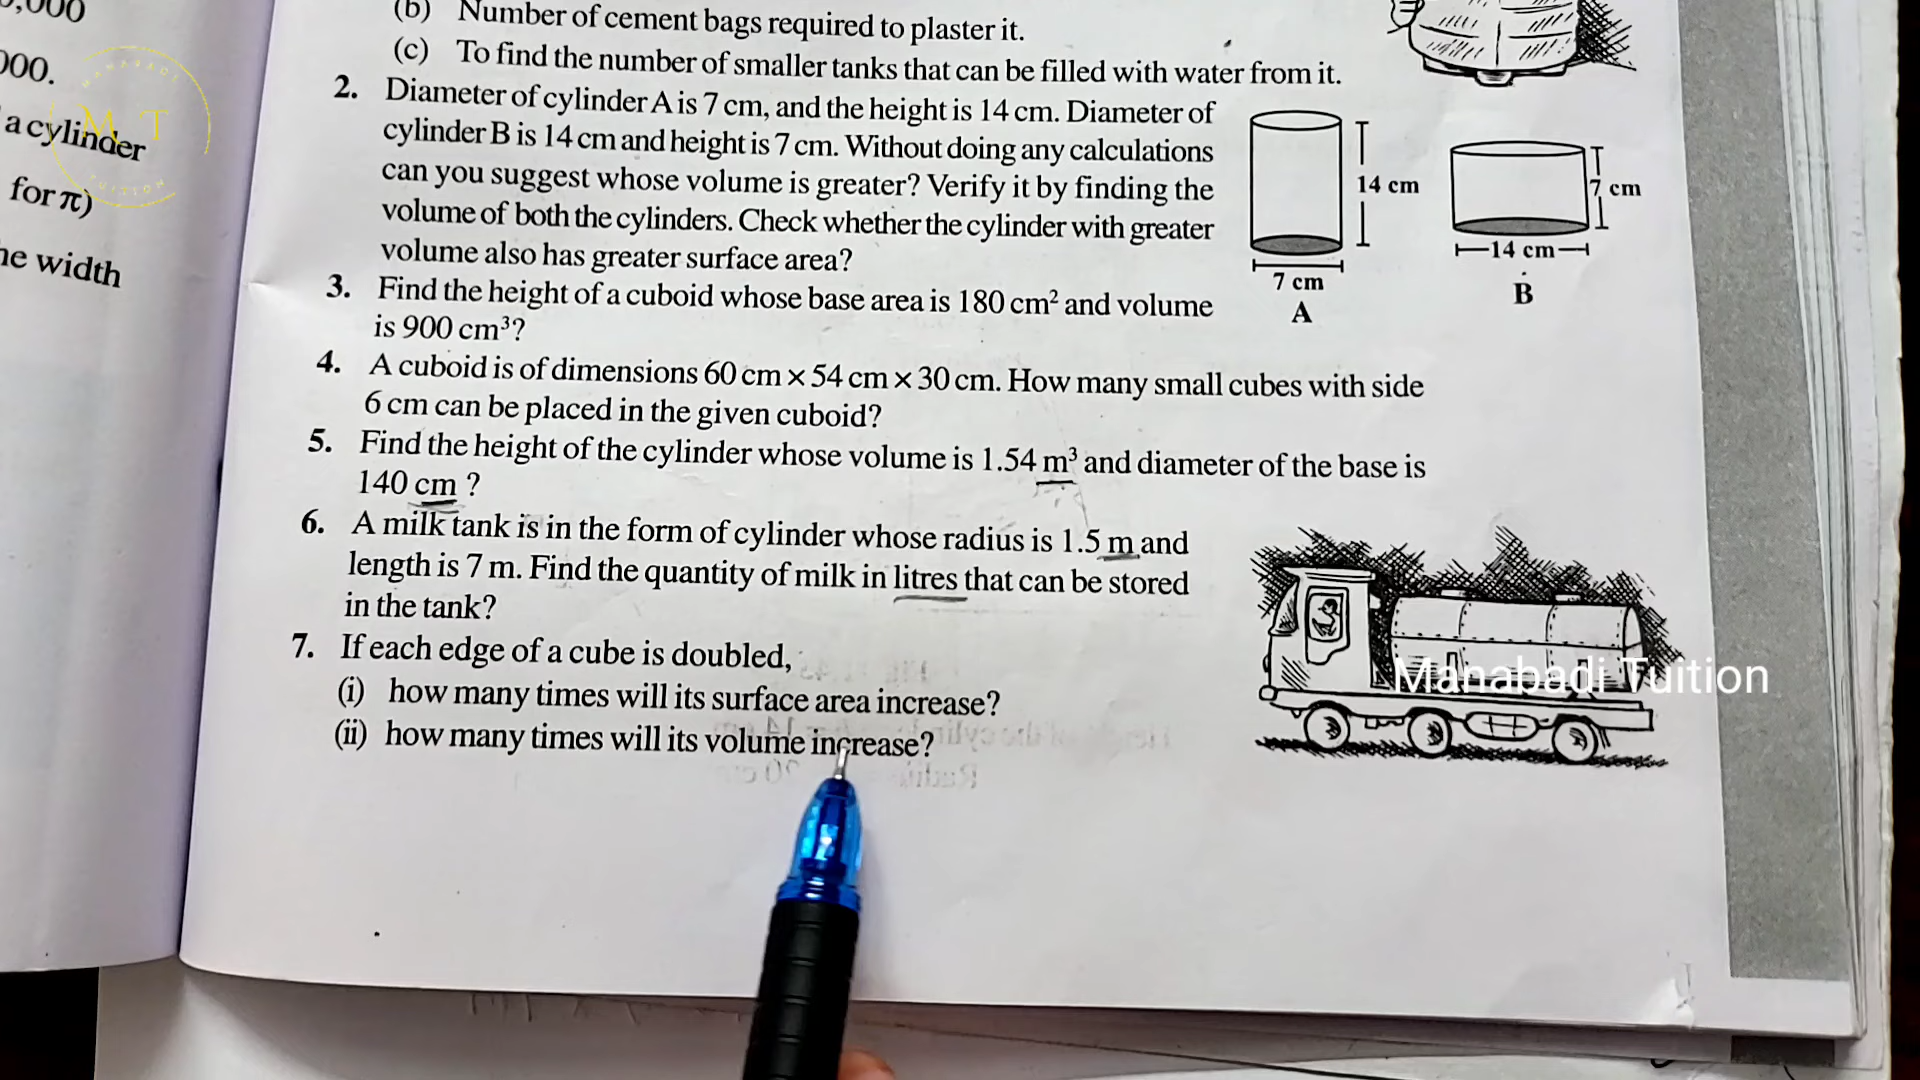 000.
a cylinder
for π)
he width
MANABADI
M T
TUITION
(b) Number of cement bags required to plaster it.
(c) To find the number of smaller tanks that can be filled with water from it.
2. Diameter of cylinder A is 7 cm, and the height is 14 cm. Diameter of
cylinder B is 14 cm and height is 7 cm. Without doing any calculations
can you suggest whose volume is greater? Verify it by finding the
volume of both the cylinders. Check whether the cylinder with greater
volume also has greater surface area?
14 cm
7 cm
A
7 cm
14 cm
B
3. Find the height of a cuboid whose base area is 180 cm² and volume
is 900 cm³?
4. A cuboid is of dimensions 60 cm × 54 cm × 30 cm. How many small cubes with side
6 cm can be placed in the given cuboid?
5. Find the height of the cylinder whose volume is 1.54 m³ and diameter of the base is
140 cm ?
6. A milk tank is in the form of cylinder whose radius is 1.5 m and
length is 7 m. Find the quantity of milk in litres that can be stored
in the tank?
7. If each edge of a cube is doubled,
(i) how many times will its surface area increase?
(ii) how many times will its volume increase?
Manabadi Tuition